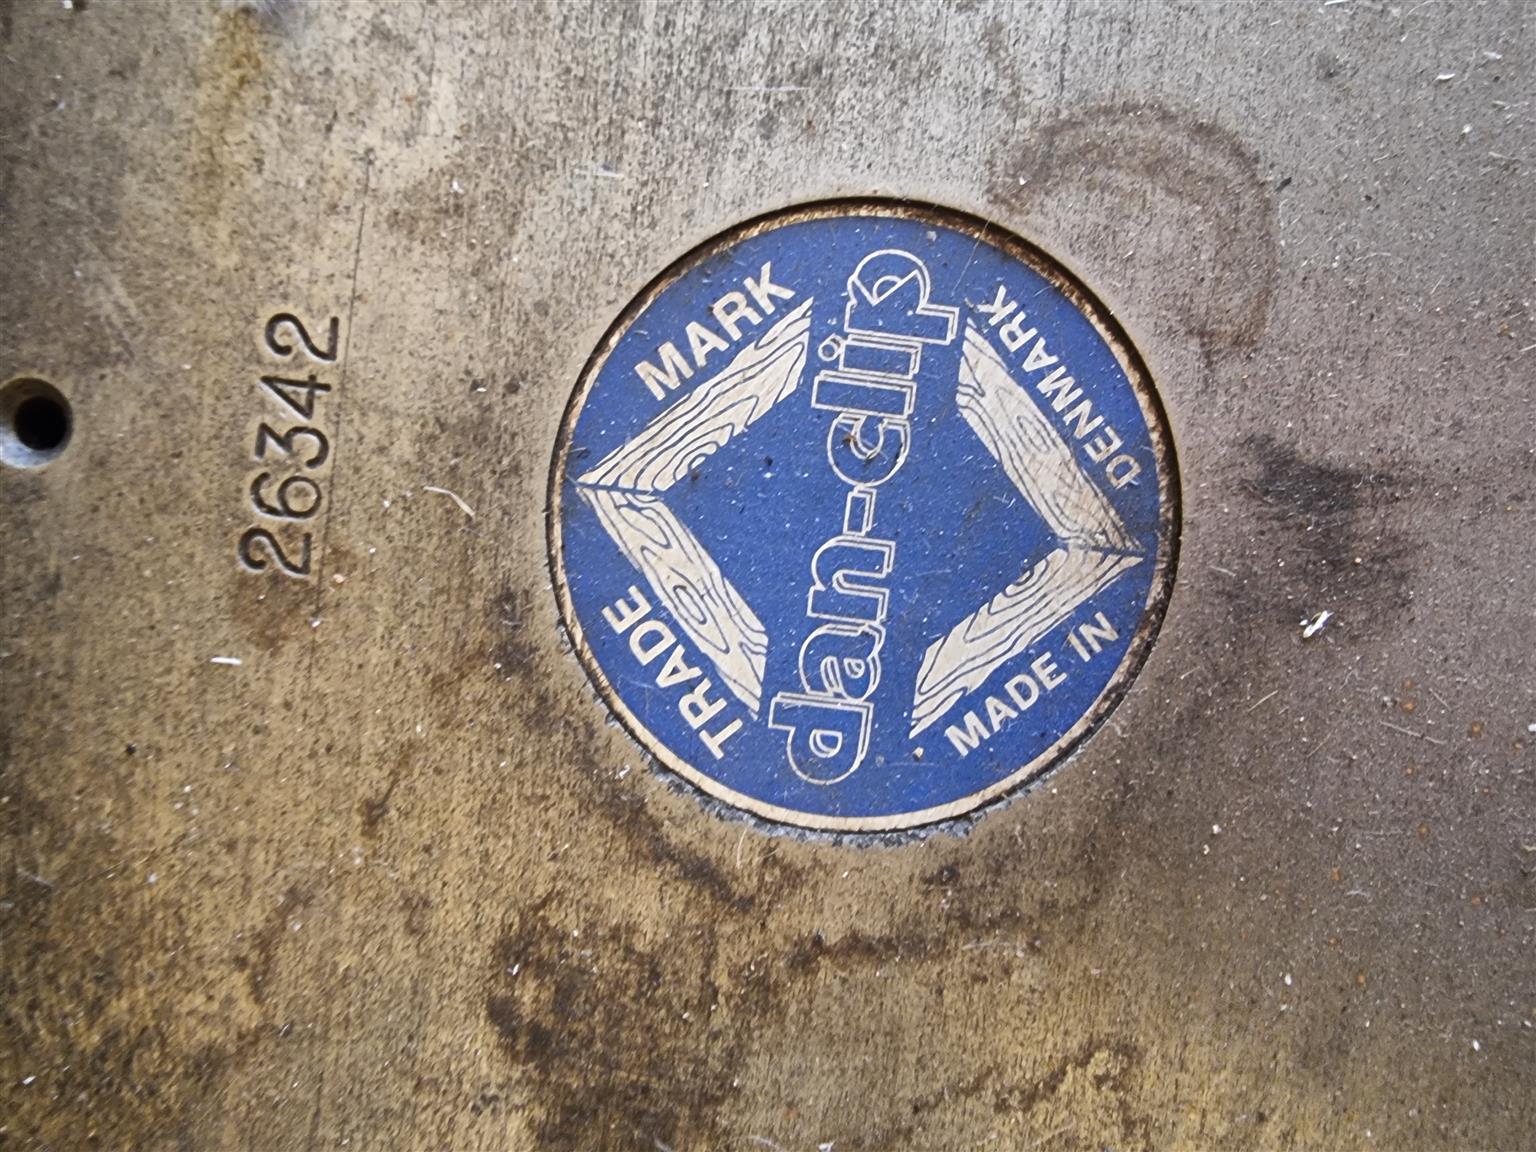 26342
TRADE MARK
dan-clip
MADE IN DENMARK